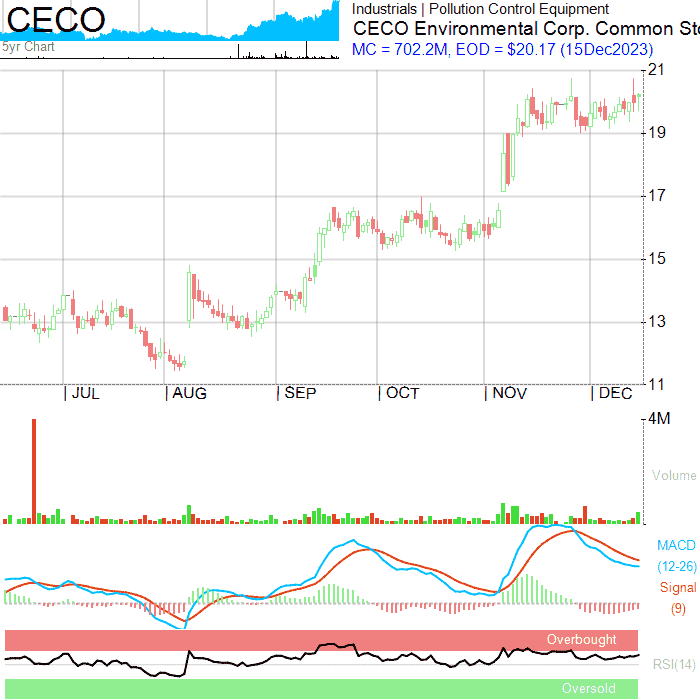 CECO
5yr Chart
Industrials | Pollution Control Equipment
CECO Environmental Corp. Common Sto
MC = 702.2M, EOD = $20.17 (15Dec2023)
21
19
17
15
13
11
| JUL | AUG | SEP | OCT | NOV | DEC
4M
Volume
MACD
(12-26)
Signal
(9)
Overbought
RSI(14)
Oversold